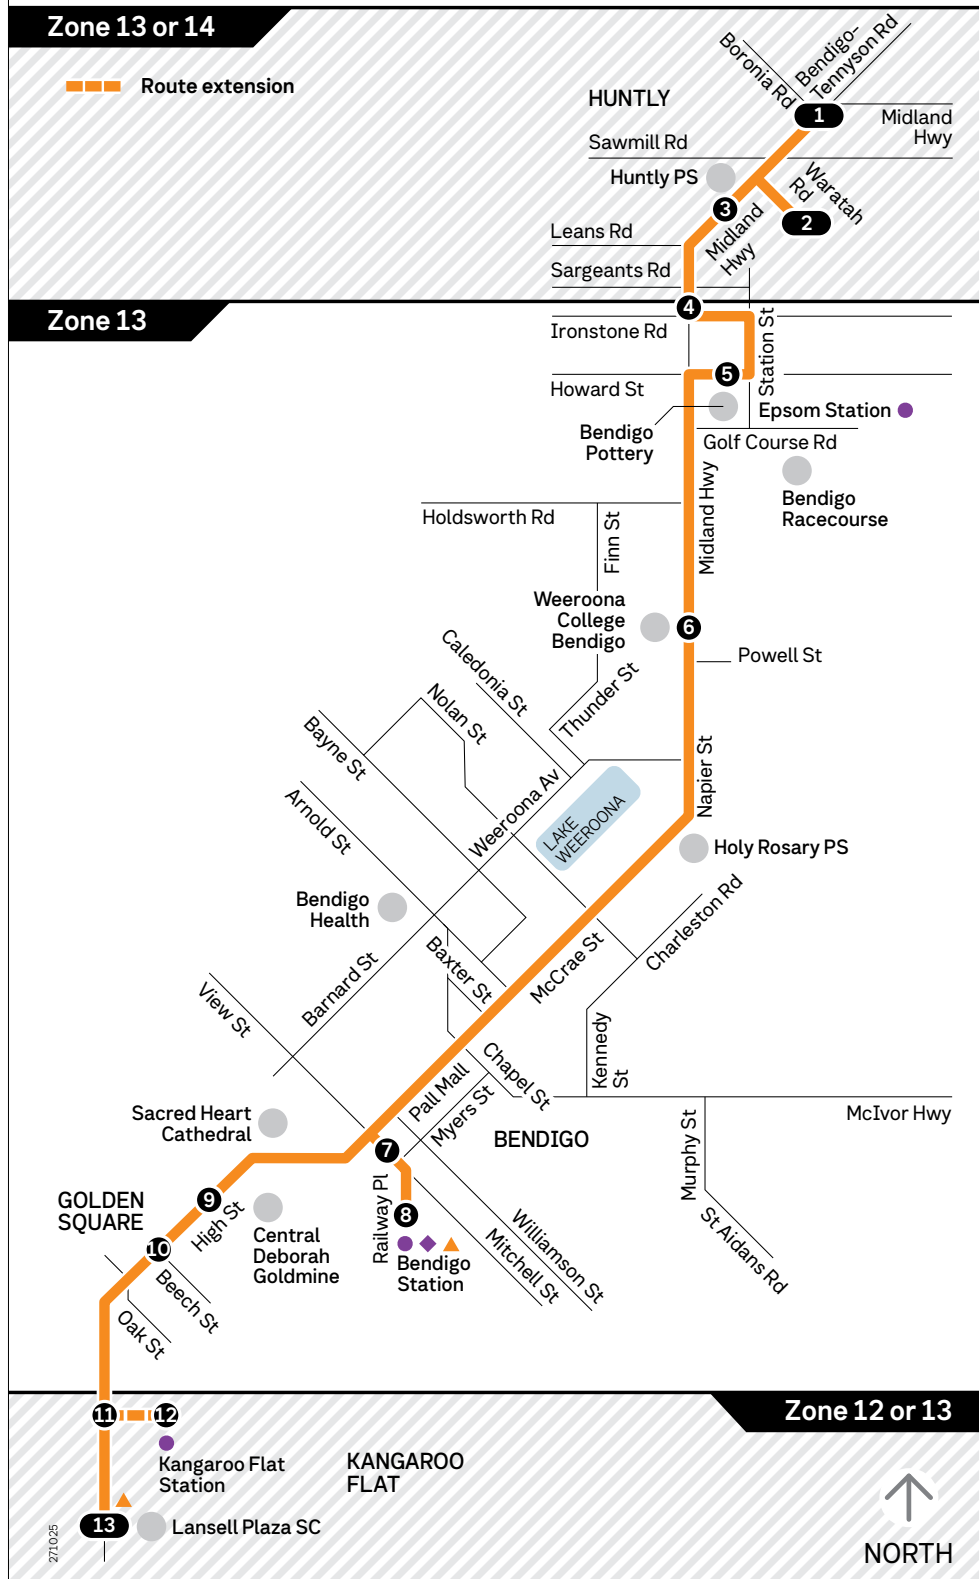 Zone 13 or 14
Route extension
Boronia Rd
Bendigo-
Tennyson Rd
HUNTLY
1
Midland
Hwy
Sawmill Rd
Huntly PS
Waratah
Rd
2
3
Midland
Hwy
Leans Rd
Sargeants Rd
Zone 13
4
Ironstone Rd
Station St
5
Howard St
Epsom Station
Bendigo
Pottery
Golf Course Rd
Midland Hwy
Bendigo
Racecourse
Holdsworth Rd
Finn St
Weeroona
College
Bendigo
6
Powell St
Caledonia St
Thunder St
Nolan St
Bayne St
Napier St
Weeroona Av
LAKE
WEEROONA
Arnold St
Holy Rosary PS
Bendigo
Health
Charleston Rd
Baxter St
McCrae St
Barnard St
View St
Kennedy
St
Chapel St
Pall Mall
Myers St
McIvor Hwy
Sacred Heart
Cathedral
BENDIGO
Murphy St
7
Railway Pl
8
GOLDEN
SQUARE
9
High St
Central
Deborah
Goldmine
Bendigo
Station
Williamson St
Mitchell St
St Aidans Rd
10
Beech St
Oak St
Zone 12 or 13
11
12
Kangaroo Flat
Station
KANGAROO
FLAT
13
Lansell Plaza SC
271025
NORTH